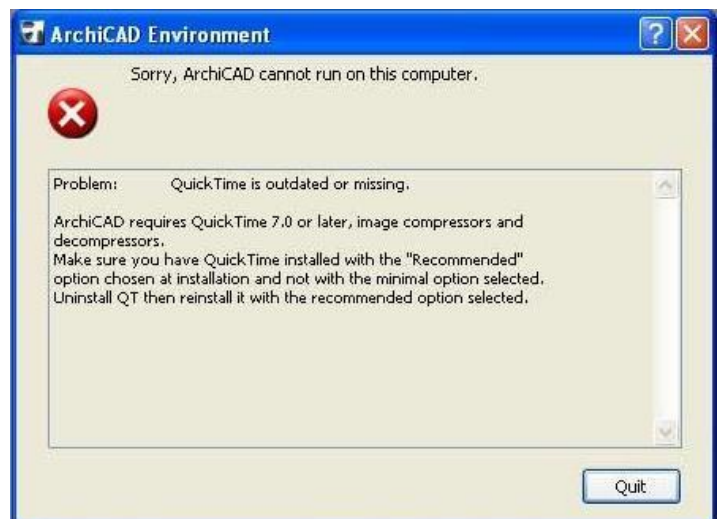 ArchiCAD Environment
Sorry, ArchiCAD cannot run on this computer.
Problem: QuickTime is outdated or missing.
ArchiCAD requires QuickTime 7.0 or later, image compressors and
decompressors.
Make sure you have QuickTime installed with the "Recommended"
option chosen at installation and not with the minimal option selected.
Uninstall QT then reinstall it with the recommended option selected.
Quit